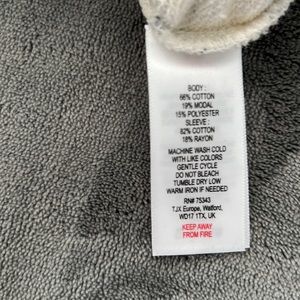 BODY :
66% COTTON
19% MODAL
15% POLYESTER
SLEEVE :
82% COTTON
18% RAYON
MACHINE WASH COLD
WITH LIKE COLORS
GENTLE CYCLE
DO NOT BLEACH
TUMBLE DRY LOW
WARM IRON IF NEEDED
RN# 75343
TJX Europe, Watford,
WD17 1TX, UK
KEEP AWAY
FROM FIRE